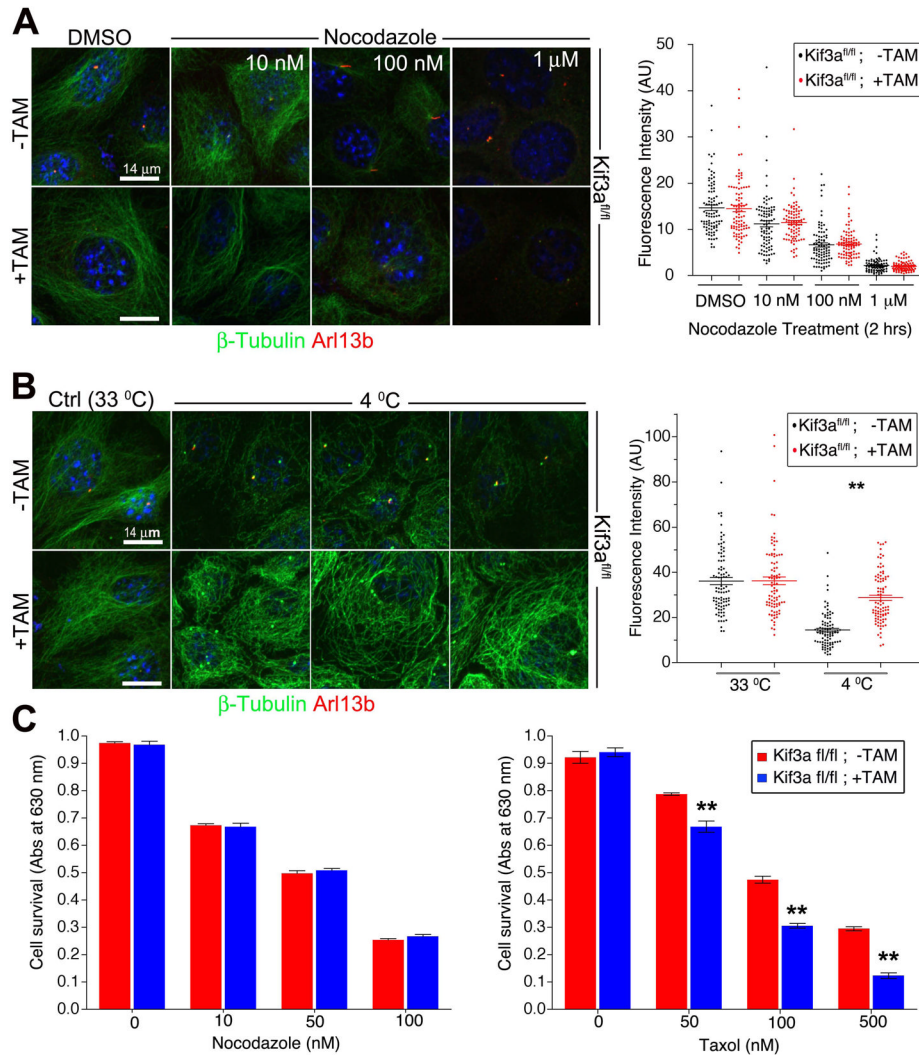 A
DMSO
Nocodazole
10 nM
100 nM
1 μM
-TAM
14 μm
+TAM
Kif3a fl/fl
β-Tubulin Arl13b
50
40
30
20
10
0
Fluorescence Intensity (AU)
Kif3a fl/fl ; -TAM
Kif3a fl/fl ; +TAM
DMSO 10 nM 100 nM 1 μM
Nocodazole Treatment (2 hrs)
B
Ctrl (33 ⁰C)
4 ⁰C
-TAM
14 μm
+TAM
Kif3a fl/fl
β-Tubulin Arl13b
100
80
60
40
20
0
Fluorescence Intensity (AU)
Kif3a fl/fl ; -TAM
Kif3a fl/fl ; +TAM
**
33 ⁰C 4 ⁰C
C
1.0
0.9
0.8
0.7
0.6
0.5
0.4
0.3
0.2
0.1
0.0
Cell survival (Abs at 630 nm)
0 10 50 100
Nocodazole (nM)
1.0
0.9
0.8
0.7
0.6
0.5
0.4
0.3
0.2
0.1
0.0
Cell survival (Abs at 630 nm)
Kif3a fl/fl ; -TAM
Kif3a fl/fl ; +TAM
**
**
**
0 50 100 500
Taxol (nM)